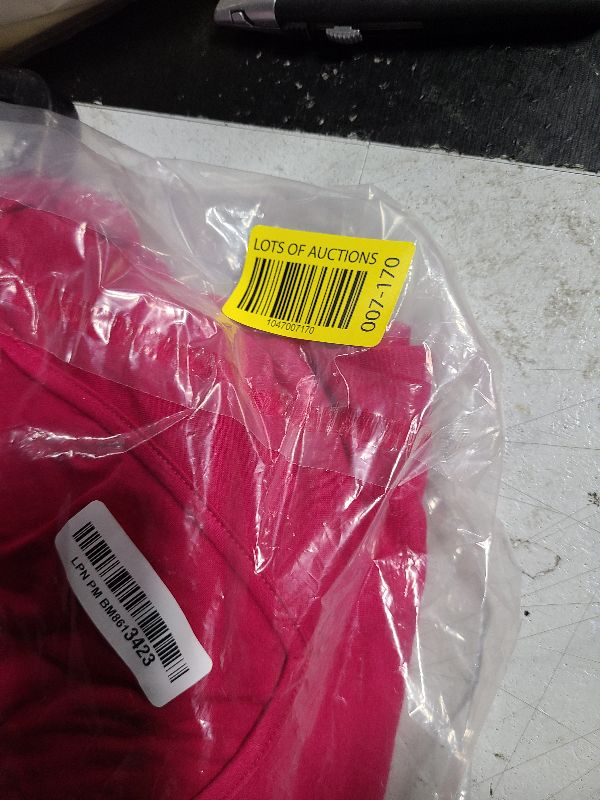 LOTS OF AUCTIONS
1047007170
007-170
LPN PM BM8613423